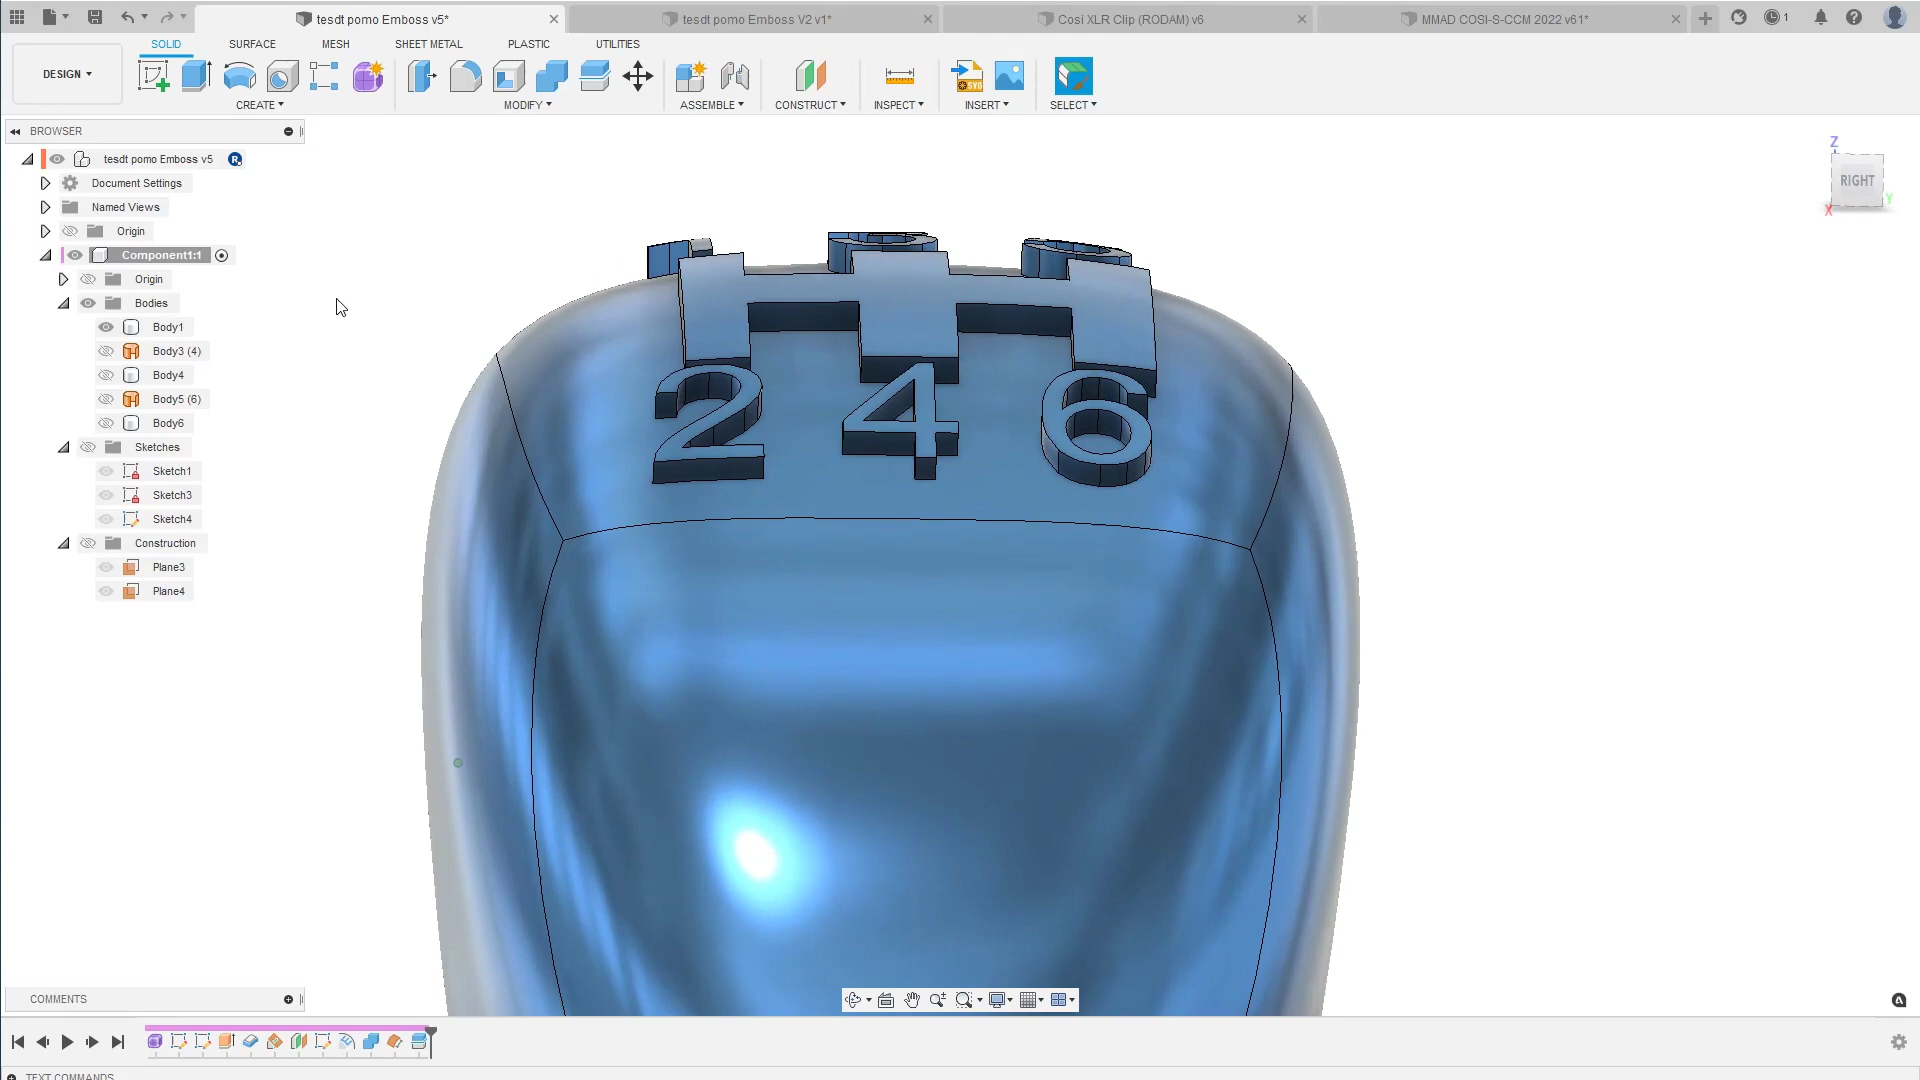 tesdt pomo Emboss v5*
tesdt pomo Emboss V2 v1*
Cosi XLR Clip (RODAM) v6
MMAD COSI-S-CCM 2022 v61*
1
SOLID
SURFACE
MESH
SHEET METAL
PLASTIC
UTILITIES
DESIGN
CREATE
MODIFY
ASSEMBLE
CONSTRUCT
INSPECT
INSERT
SELECT
SVG
BROWSER
tesdt pomo Emboss v5
R
Document Settings
Named Views
Origin
Component1:1
Origin
Bodies
Body1
Body3 (4)
Body4
Body5 (6)
Body6
Sketches
Sketch1
Sketch3
Sketch4
Construction
Plane3
Plane4
Z
RIGHT
X
Y
2 4 6
COMMENTS
TEXT COMMANDS